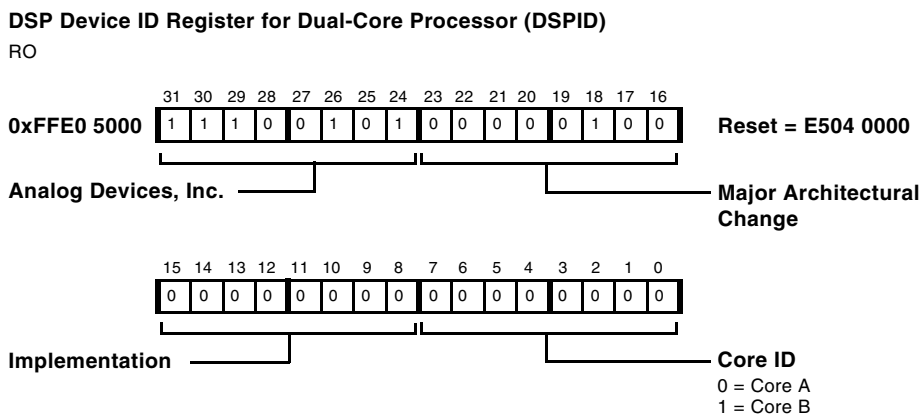 DSP Device ID Register for Dual-Core Processor (DSPID)
RO
31 30 29 28 27 26 25 24 23 22 21 20 19 18 17 16
0xFFE0 5000 1 1 1 0 0 1 0 1 0 0 0 0 0 1 0 0 Reset = E504 0000
Analog Devices, Inc. Major Architectural
Change
15 14 13 12 11 10 9 8 7 6 5 4 3 2 1 0
0 0 0 0 0 0 0 0 0 0 0 0 0 0 0 0
Implementation Core ID
0 = Core A
1 = Core B